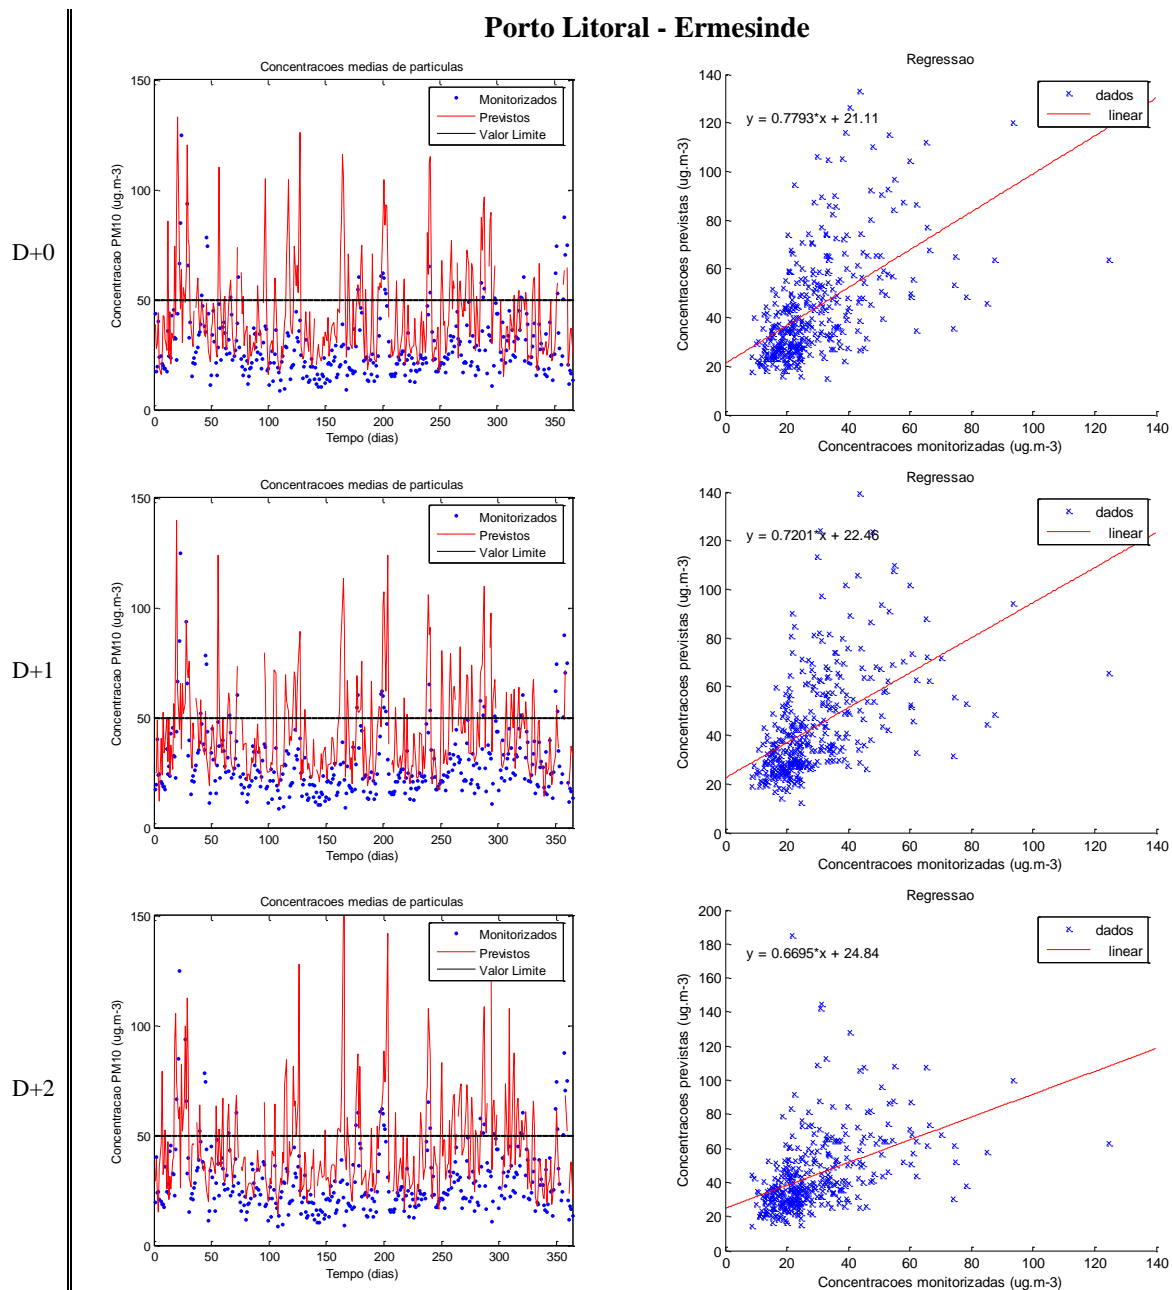 Porto Litoral - Ermesinde
D+0
Concentracoes medias de particulas
Concentracao PM10 (ug.m-3)
150
100
50
0
Monitorizados
Previstos
Valor Limite
0 50 100 150 200 250 300 350
Tempo (dias)
Regressao
Concentracoes previstas (ug.m-3)
140
120
100
80
60
40
20
0
y = 0.7793*x + 21.11
dados
linear
0 20 40 60 80 100 120 140
Concentracoes monitorizadas (ug.m-3)
D+1
Concentracoes medias de particulas
Concentracao PM10 (ug.m-3)
150
100
50
0
Monitorizados
Previstos
Valor Limite
0 50 100 150 200 250 300 350
Tempo (dias)
Regressao
Concentracoes previstas (ug.m-3)
140
120
100
80
60
40
20
0
y = 0.7201*x + 22.46
dados
linear
0 20 40 60 80 100 120 140
Concentracoes monitorizadas (ug.m-3)
D+2
Concentracoes medias de particulas
Concentracao PM10 (ug.m-3)
150
100
50
0
Monitorizados
Previstos
Valor Limite
0 50 100 150 200 250 300 350
Tempo (dias)
Regressao
Concentracoes previstas (ug.m-3)
200
180
160
140
120
100
80
60
40
20
0
y = 0.6695*x + 24.84
dados
linear
0 20 40 60 80 100 120 140
Concentracoes monitorizadas (ug.m-3)